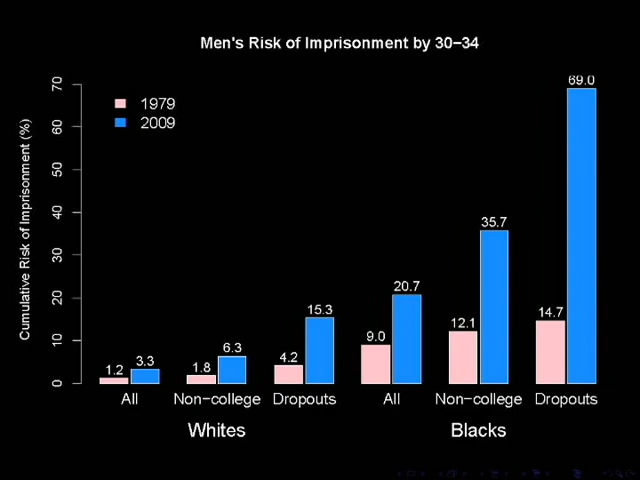 Men's Risk of Imprisonment by 30−34
Cumulative Risk of Imprisonment (%)
70
60
50
40
30
20
10
0
1979
2009
1.2
3.3
1.8
6.3
4.2
15.3
9.0
20.7
12.1
35.7
14.7
69.0
All
Non−college
Dropouts
All
Non−college
Dropouts
Whites
Blacks